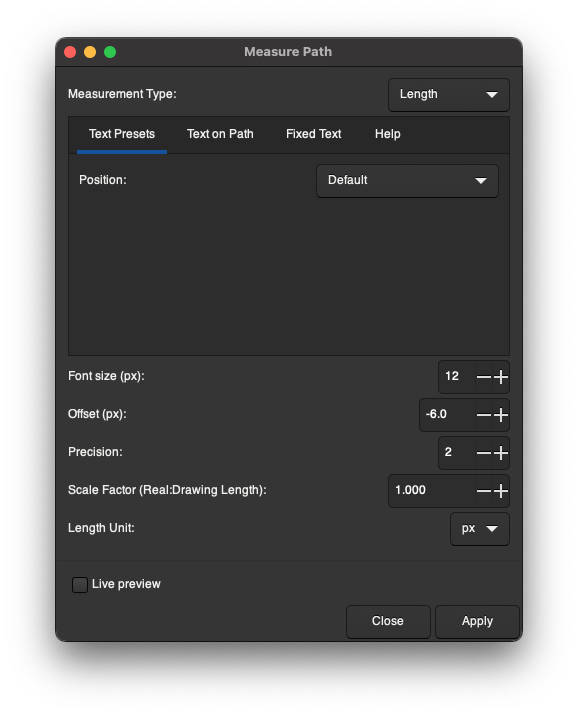 Measure Path
Measurement Type: Length
Text Presets Text on Path Fixed Text Help
Position: Default
Font size (px): 12
Offset (px): -6.0
Precision: 2
Scale Factor (Real:Drawing Length): 1.000
Length Unit: px
Live preview
Close Apply